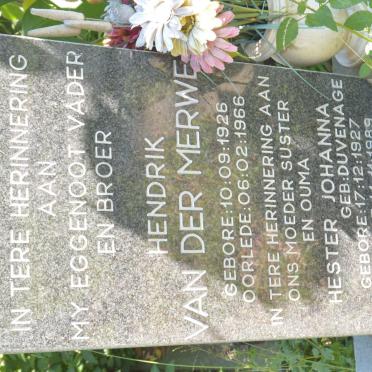 IN TERE HERINNERING
AAN
MY EGGENOOT VADER
EN BROER
HENDRIK
VAN DER MERWE
GEBORE:10:09:1926
OORLEDE:06:02:1966
IN TERE HERINNERING AAN
ONS MOEDER SUSTER
EN OUMA
HESTER JOHANNA
GEB:DUVENAGE
GEBORE:17:12:1927